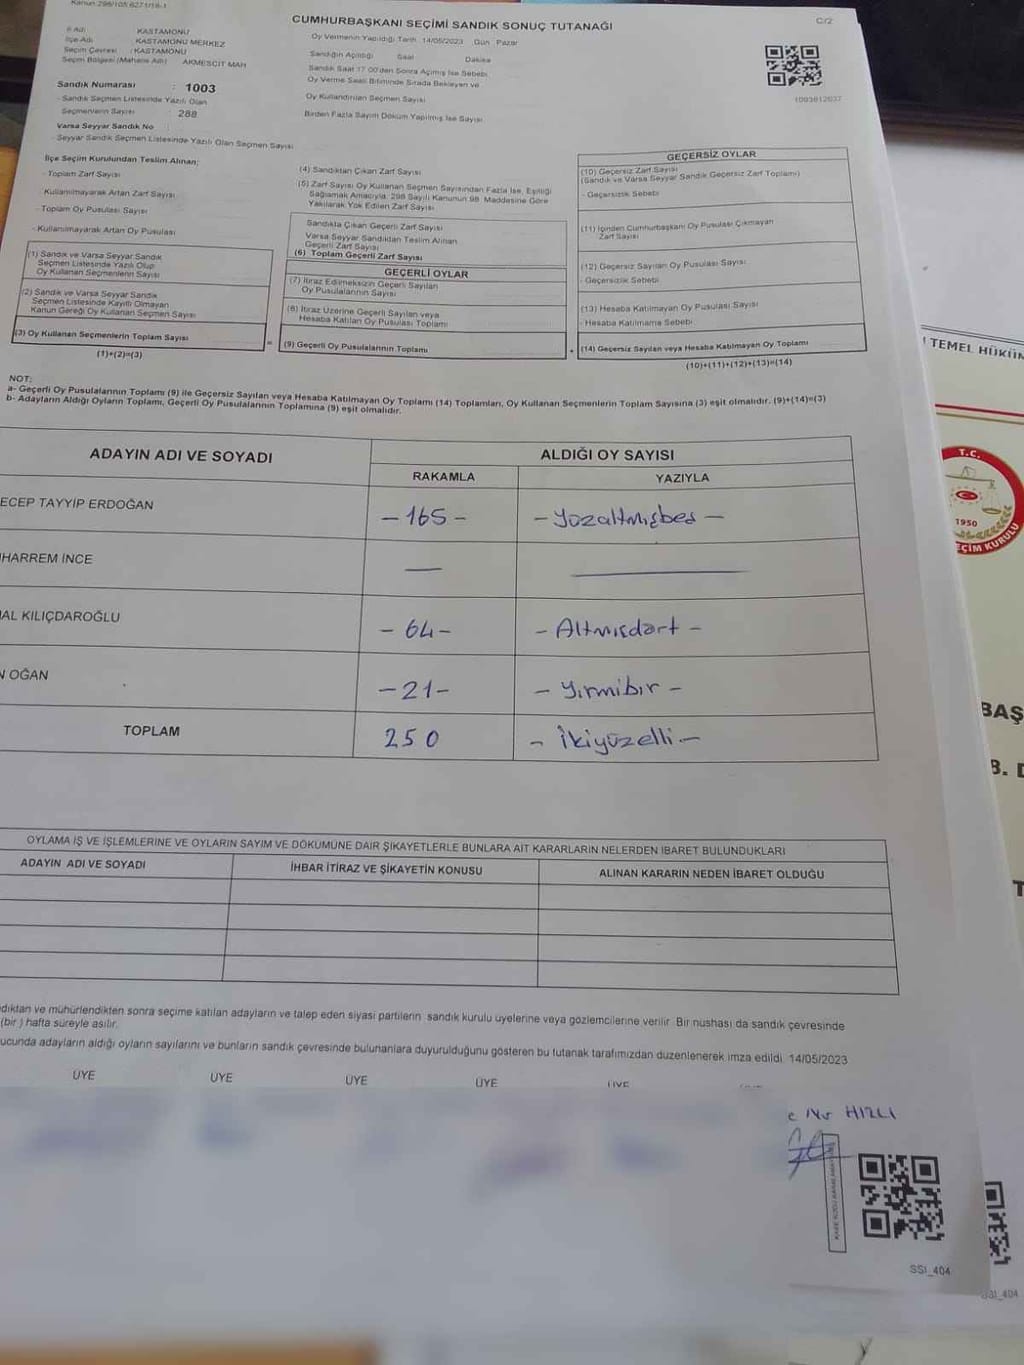 Kanun 298/105 6271/18-1
CUMHURBAŞKANI SEÇİMİ SANDIK SONUÇ TUTANAĞI
C/2
İl Adı : KASTAMONU
İlçe Adı : KASTAMONU MERKEZ
Seçim Çevresi : KASTAMONU
Seçim Bölgesi (Mahalle Adı) : AKMESCİT MAH
Oy Vermenin Yapıldığı Tarih 14/05/2023 Gün Pazar
Sandığın Açıldığı Saat Dakika
Sandık Saat 17 00'den Sonra Açılmış İse Sebebi
Oy Verme Saati Bitiminde Sırada Bekleyen ve
Oy Kullandırılan Seçmen Sayısı
Birden Fazla Sayım Döküm Yapılmış İse Sayısı
1003012037
Sandık Numarası : 1003
- Sandık Seçmen Listesinde Yazılı Olan
Seçmenlerin Sayısı : 288
Varsa Seyyar Sandık No
- Seyyar Sandık Seçmen Listesinde Yazılı Olan Seçmen Sayısı
İlçe Seçim Kurulundan Teslim Alınan;
- Toplam Zarf Sayısı
- Kullanılmayarak Artan Zarf Sayısı
- Toplam Oy Pusulası Sayısı
- Kullanılmayarak Artan Oy Pusulası
(1) Sandık ve Varsa Seyyar Sandık
Seçmen Listesinde Yazılı Olup
Oy Kullanan Seçmenlerin Sayısı
(2) Sandık ve Varsa Seyyar Sandık
Seçmen Listesinde Kayıtlı Olmayan
Kanun Gereği Oy Kullanan Seçmen Sayısı
(3) Oy Kullanan Seçmenlerin Toplam Sayısı
(1)+(2)=(3)
=
(4) Sandıktan Çıkan Zarf Sayısı
(5) Zarf Sayısı Oy Kullanan Seçmen Sayısından Fazla İse, Eşitliği
Sağlamak Amacıyla, 298 Sayılı Kanunun 98. Maddesine Göre
Yakılarak Yok Edilen Zarf Sayısı
Sandıkta Çıkan Geçerli Zarf Sayısı
Varsa Seyyar Sandıktan Teslim Alınan
Geçerli Zarf Sayısı
(6) Toplam Geçerli Zarf Sayısı
GEÇERLİ OYLAR
(7) İtiraz Edilmeksizin Geçerli Sayılan
Oy Pusulalarının Sayısı
(8) İtiraz Üzerine Geçerli Sayılan veya
Hesaba Katılan Oy Pusulası Toplamı
(9) Geçerli Oy Pusulalarının Toplamı
+
GEÇERSİZ OYLAR
(10) Geçersiz Zarf Sayısı
(Sandık ve Varsa Seyyar Sandık Geçersiz Zarf Toplamı)
- Geçersizlik Sebebi
(11) İçinden Cumhurbaşkanı Oy Pusulası Çıkmayan
Zarf Sayısı
(12) Geçersiz Sayılan Oy Pusulası Sayısı
- Geçersizlik Sebebi
(13) Hesaba Katılmayan Oy Pusulası Sayısı
- Hesaba Katılmama Sebebi
(14) Geçersiz Sayılan veya Hesaba Katılmayan Oy Toplamı
(10)+(11)+(12)+(13)=(14)
NOT:
a- Geçerli Oy Pusulalarının Toplamı (9) ile Geçersiz Sayılan veya Hesaba Katılmayan Oy Toplamı (14) Toplamları, Oy Kullanan Seçmenlerin Toplam Sayısına (3) eşit olmalıdır. (9)+(14)=(3)
b- Adayların Aldığı Oyların Toplamı, Geçerli Oy Pusulalarının Toplamına (9) eşit olmalıdır.
ADAYIN ADI VE SOYADI
ALDIĞI OY SAYISI
RAKAMLA YAZIYLA
ECEP TAYYİP ERDOĞAN -165- -Yüzaltmışbeş-
HARREM İNCE — —
AL KILIÇDAROĞLU -64- -Altmışdört-
N OĞAN -21- -Yirmibir-
TOPLAM 250 -İkiyüzelli-
OYLAMA İŞ VE İŞLEMLERİNE VE OYLARIN SAYIM VE DÖKÜMÜNE DAİR ŞİKAYETLERLE BUNLARA AİT KARARLARIN NELERDEN İBARET BULUNDUKLARI
ADAYIN ADI VE SOYADI İHBAR İTİRAZ VE ŞİKAYETİN KONUSU ALINAN KARARIN NEDEN İBARET OLDUĞU
dıktan ve mühürlendikten sonra seçime katılan adayların ve talep eden siyasi partilerin sandık kurulu üyelerine veya gözlemcilerine verilir Bir nüshası da sandık çevresinde
(bir ) hafta süreyle asılır.
ucunda adayların aldığı oyların sayılarını ve bunların sandık çevresinde bulunanlara duyurulduğunu gösteren bu tutanak tarafımızdan düzenlenerek imza edildi 14/05/2023
ÜYE ÜYE ÜYE ÜYE ÜYE
e Nur HIZLI
SSI_404
SSI_404
TEMEL HÜKÜM
T.C.
1950
EÇİM KURULU
BAŞ
B. D
T